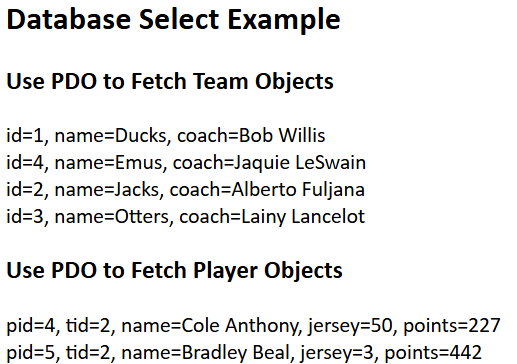 Database Select Example
Use PDO to Fetch Team Objects
id=1, name=Ducks, coach=Bob Willis
id=4, name=Emus, coach=Jaquie LeSwain
id=2, name=Jacks, coach=Alberto Fuljana
id=3, name=Otters, coach=Lainy Lancelot
Use PDO to Fetch Player Objects
pid=4, tid=2, name=Cole Anthony, jersey=50, points=227
pid=5, tid=2, name=Bradley Beal, jersey=3, points=442